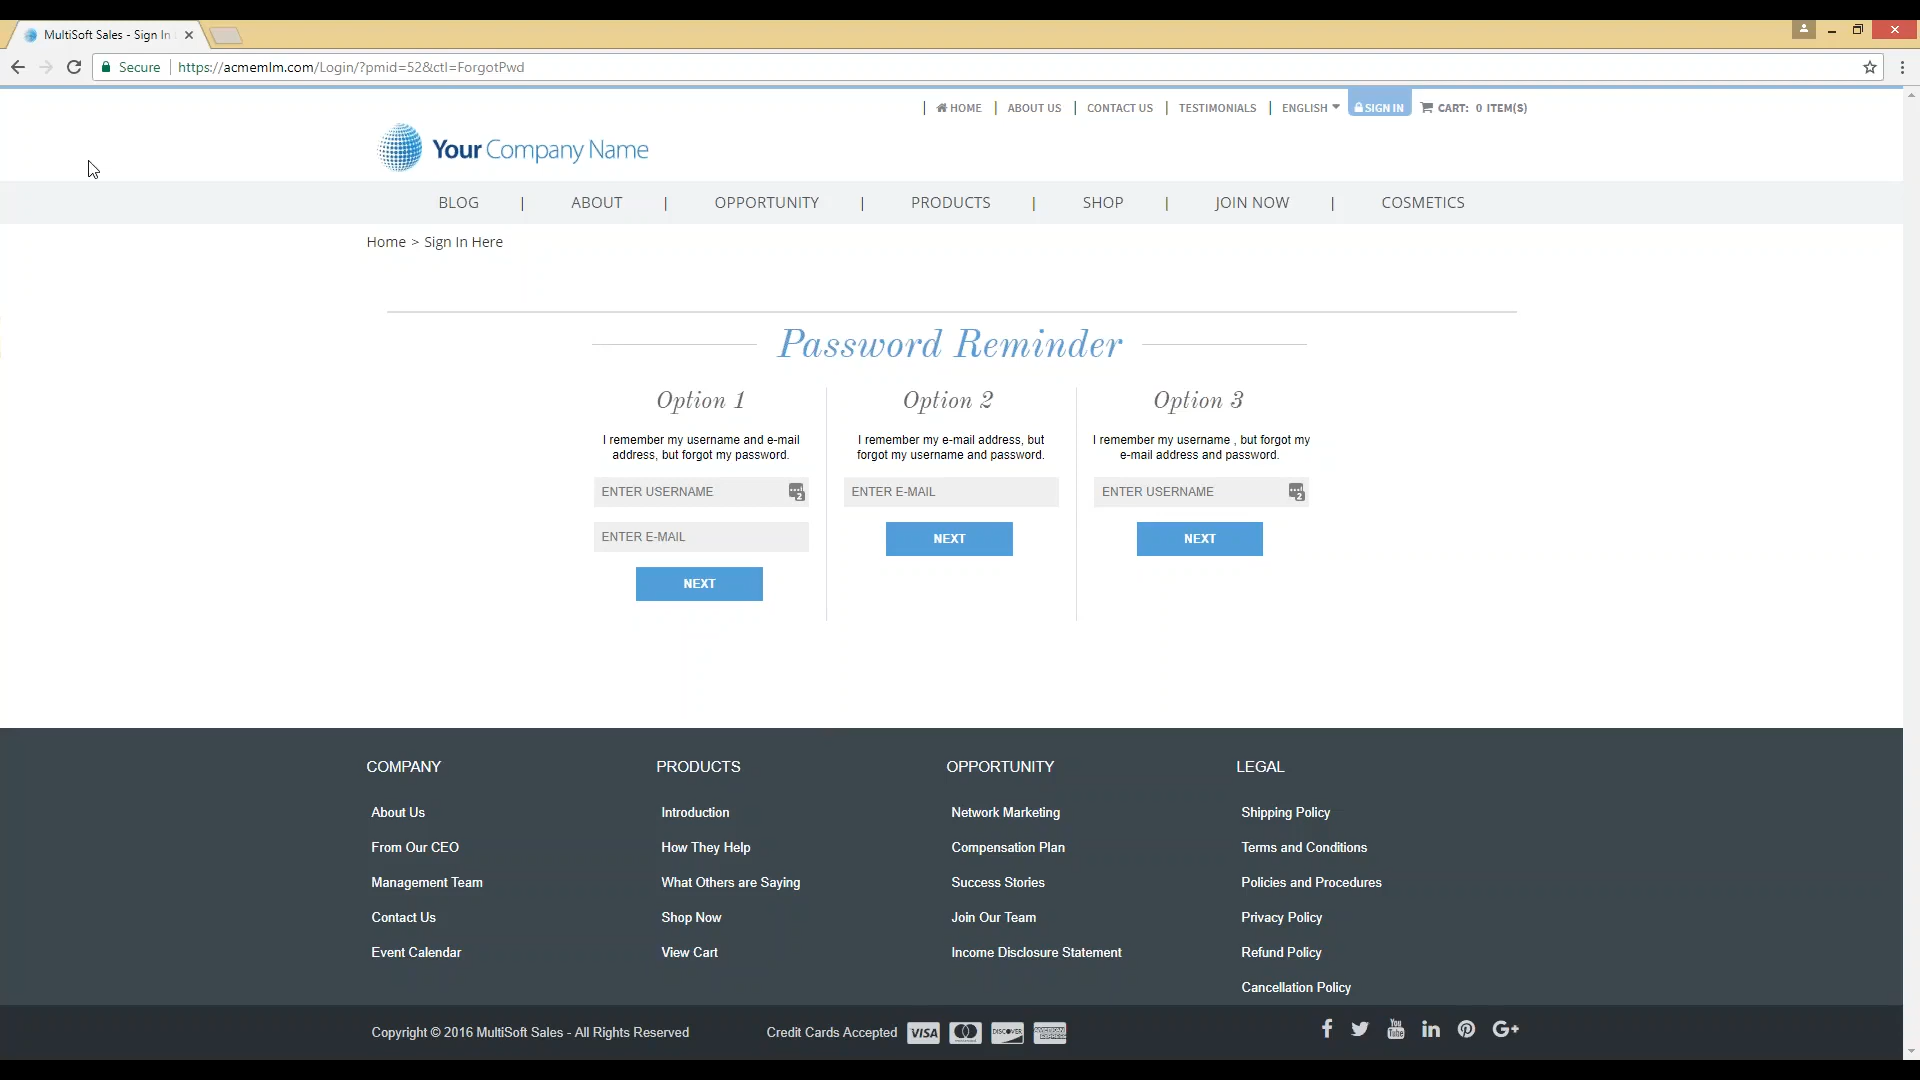 MultiSoft Sales - Sign In
Secure https://acmemlm.com/Login/?pmid=52&ctl=ForgotPwd
| HOME | ABOUT US | CONTACT US | TESTIMONIALS | ENGLISH SIGN IN CART: 0 ITEM(S)
Your Company Name
BLOG | ABOUT | OPPORTUNITY | PRODUCTS | SHOP | JOIN NOW | COSMETICS
Home > Sign In Here
Password Reminder
Option 1
I remember my username and e-mail
address, but forgot my password.
ENTER USERNAME
ENTER E-MAIL
NEXT
Option 2
I remember my e-mail address, but
forgot my username and password.
ENTER E-MAIL
NEXT
Option 3
I remember my username , but forgot my
e-mail address and password.
ENTER USERNAME
NEXT
COMPANY
About Us
From Our CEO
Management Team
Contact Us
Event Calendar
PRODUCTS
Introduction
How They Help
What Others are Saying
Shop Now
View Cart
OPPORTUNITY
Network Marketing
Compensation Plan
Success Stories
Join Our Team
Income Disclosure Statement
LEGAL
Shipping Policy
Terms and Conditions
Policies and Procedures
Privacy Policy
Refund Policy
Cancellation Policy
Copyright © 2016 MultiSoft Sales - All Rights Reserved
Credit Cards Accepted VISA DISCOVER AMERICAN EXPRESS
You Tube in G+